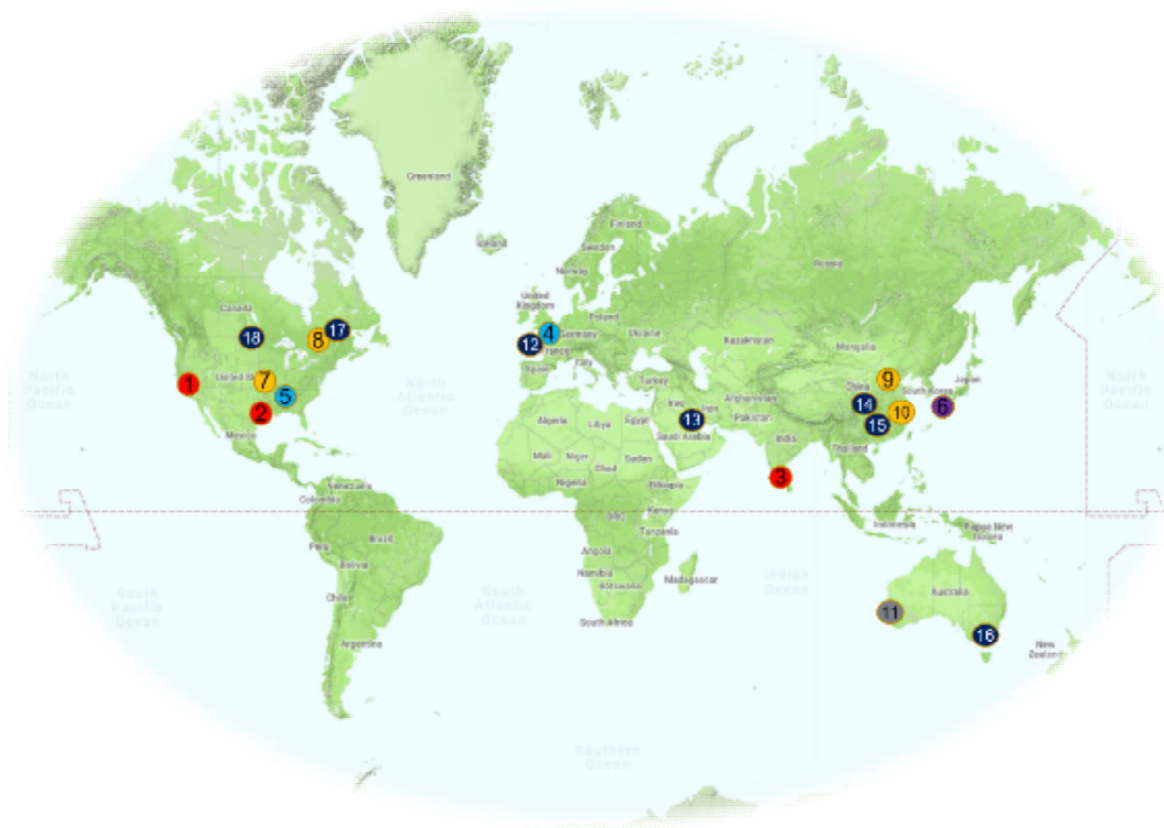 Greenland
Iceland
Finland
Sweden
Norway
Russia
United
Kingdom
Canada
18
8
17
4
12
Poland
Germany
Ukraine
France
Kazakhstan
Mongolia
North
Pacific
Ocean
1
United St
7
5
2
North
Atlantic
Ocean
Spain
Italy
Turkey
9
China
South Korea
Japan
North
Pacific
Ocean
14
10
6
15
Mexico
Algeria
Libya
Egypt
Iraq
Iran
13
Saudi Arabia
Afghanistan
Pakistan
India
Thailand
Mali
Niger
Chad
Sudan
Nigeria
Ethiopia
3
Venezuela
Colombia
DRC
Kenya
Tanzania
Indonesia
Papua New
Guinea
Peru
Brazil
Bolivia
Angola
Namibia
Botswana
Madagascar
South
Pacific
Ocean
Chile
South
Atlantic
Ocean
Indian
Ocean
Australia
11
16
South Africa
Argentina
New
Zealand
Southern
Ocean